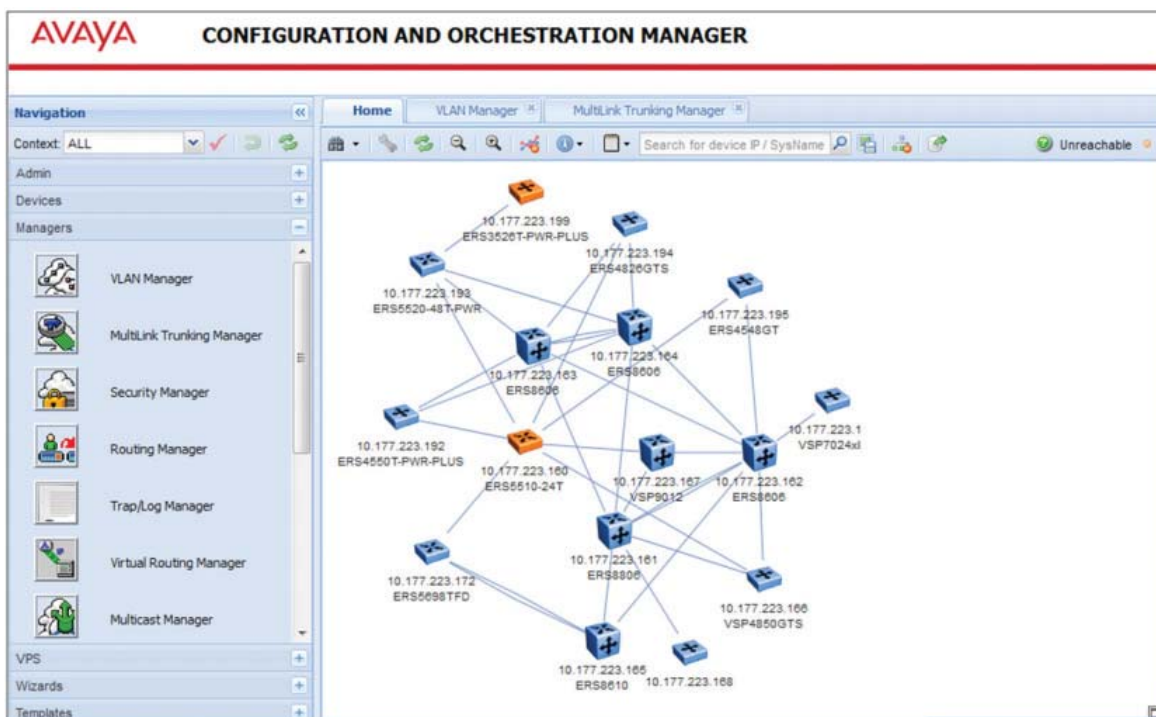 AVAYA
CONFIGURATION AND ORCHESTRATION MANAGER
Navigation
Home
VLAN Manager
MultiLink Trunking Manager
Context: ALL
Search for device IP / SysName
Unreachable
Admin
Devices
Managers
VLAN Manager
MultiLink Trunking Manager
Security Manager
Routing Manager
Trap/Log Manager
Virtual Routing Manager
Multicast Manager
VPS
Wizards
Templates
10.177.223.199
ERS3526T-PWR-PLUS
10.177.223.194
ERS4826GTS
10.177.223.193
ERS5520-48T-PWR
10.177.223.195
ERS4548GT
10.177.223.164
ERS8606
10.177.223.163
ERS8606
10.177.223.1
VSP7024xl
10.177.223.192
ERS4550T-PWR-PLUS
10.177.223.160
ERS5510-24T
10.177.223.167
VSP9012
10.177.223.162
ERS8606
10.177.223.161
ERS8806
10.177.223.172
ERS5698TFD
10.177.223.166
VSP4850GTS
10.177.223.165
ERS8610
10.177.223.168